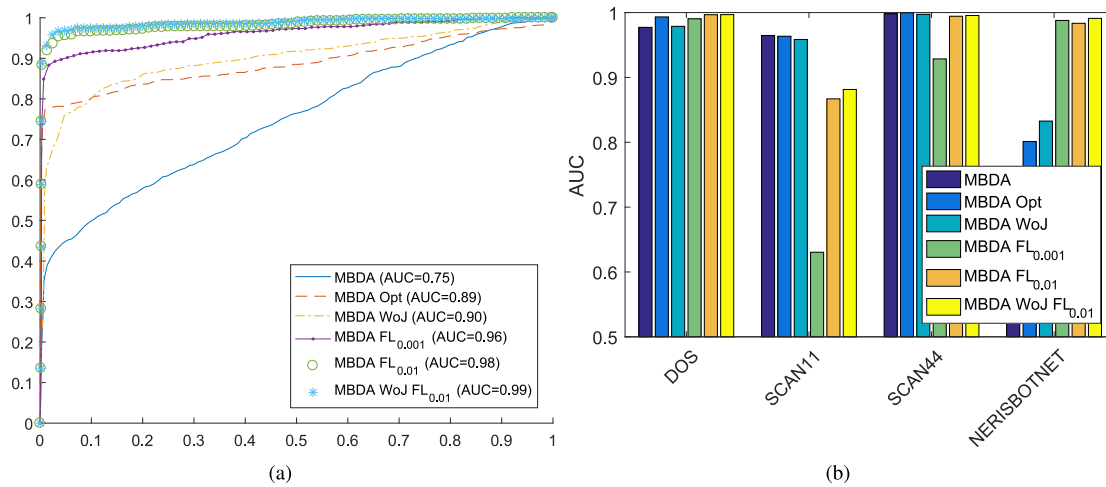 1
0.9
0.8
0.7
0.6
0.5
0.4
0.3
0.2
0.1
0
0 0.1 0.2 0.3 0.4 0.5 0.6 0.7 0.8 0.9 1
MBDA (AUC=0.75)
MBDA Opt (AUC=0.89)
MBDA WoJ (AUC=0.90)
MBDA FL0.001 (AUC=0.96)
MBDA FL0.01 (AUC=0.98)
MBDA WoJ FL0.01 (AUC=0.99)
(a)
AUC
1
0.9
0.8
0.7
0.6
0.5
MBDA
MBDA Opt
MBDA WoJ
MBDA FL0.001
MBDA FL0.01
MBDA WoJ FL0.01
DOS
SCAN11
SCAN44
NERISBOTNET
(b)